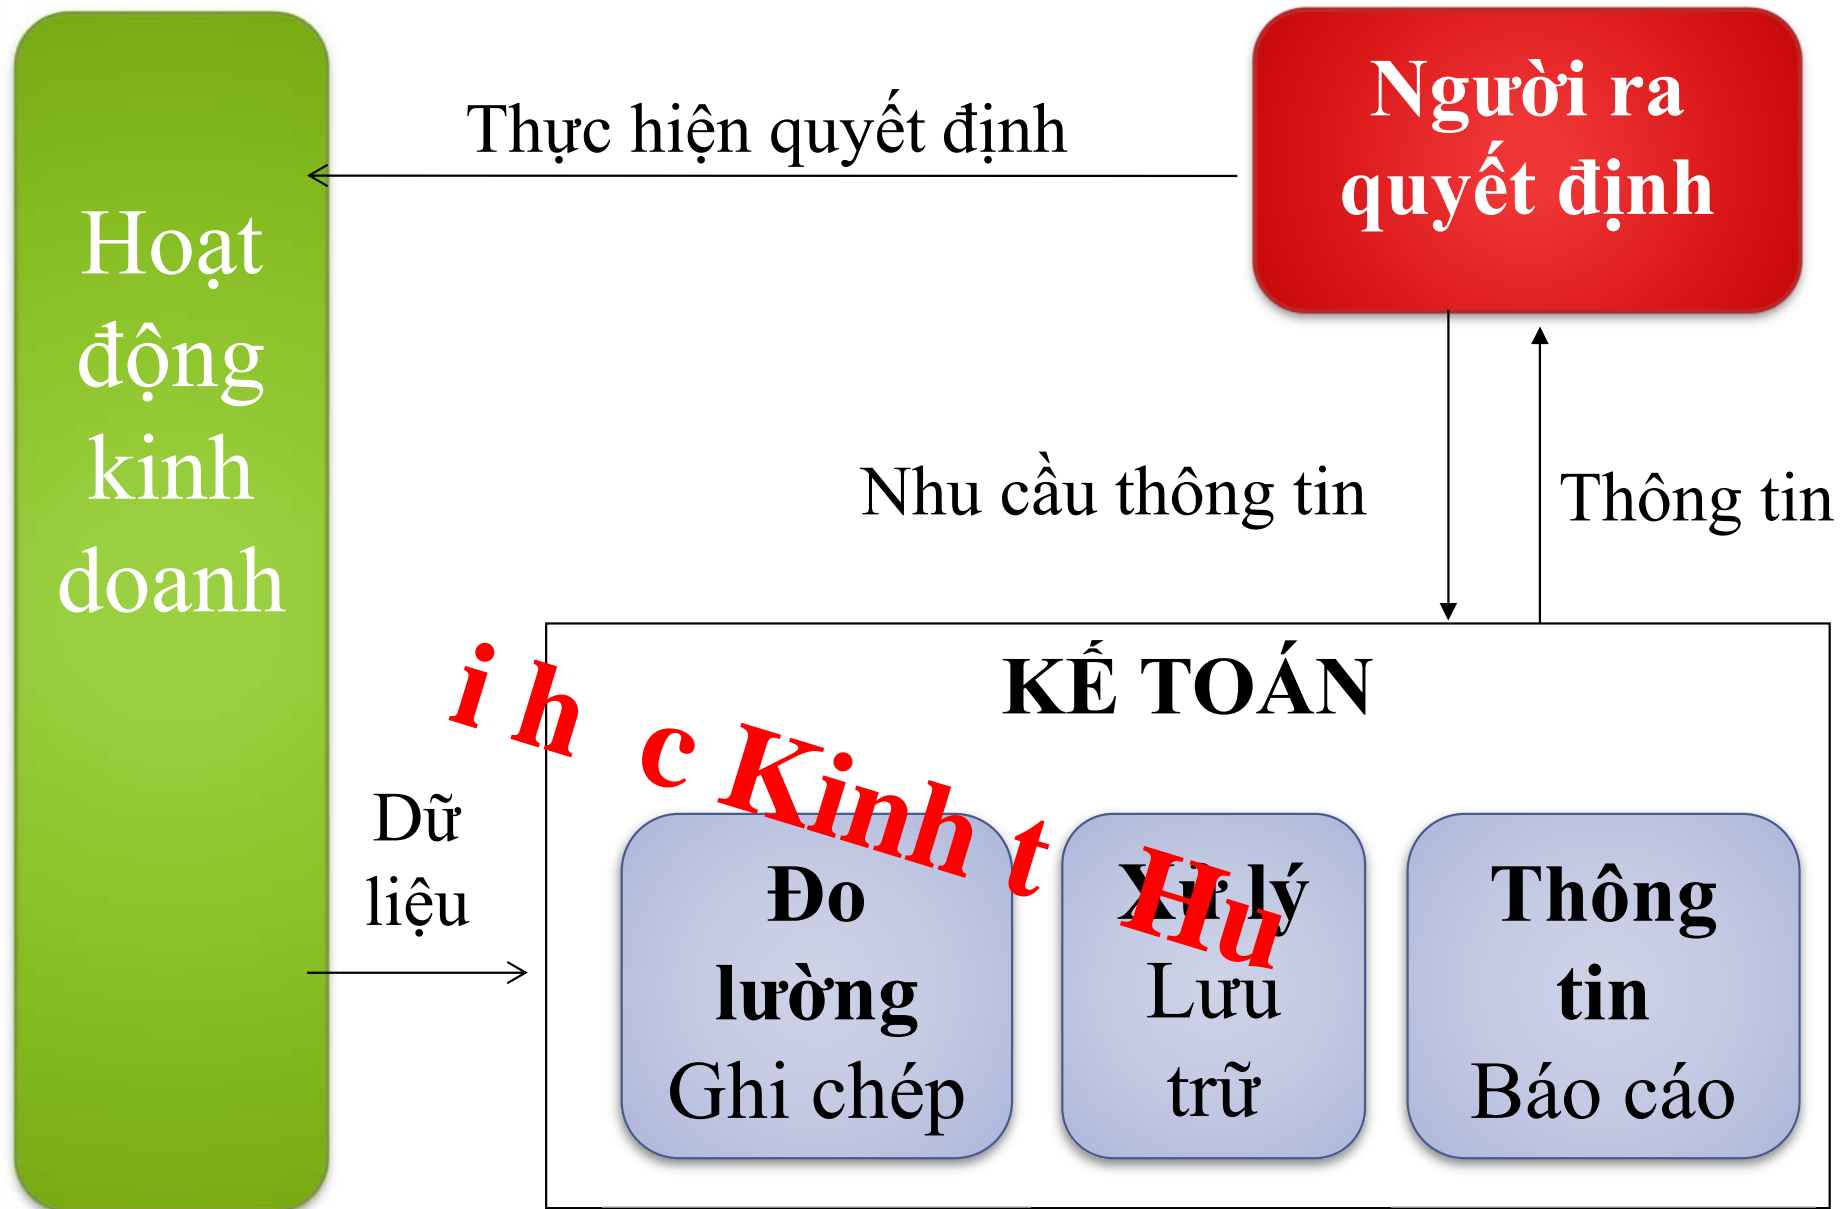 Người ra
quyết định
Thực hiện quyết định
Hoạt
động
kinh
doanh
Nhu cầu thông tin
Thông tin
KẾ TOÁN
i h c Kinh t Hu
Dữ
liệu
Đo
lường
Ghi chép
Xử lý
Lưu
trữ
Thông
tin
Báo cáo